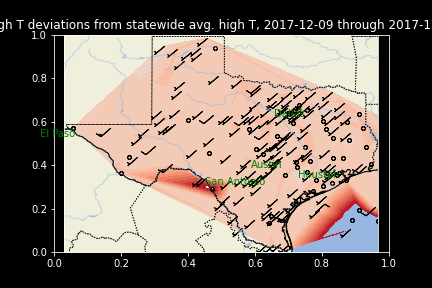 gh T deviations from statewide avg. high T, 2017-12-09 through 2017-1
1.0
0.8
0.6
0.4
0.2
0.0
El Paso
Dallas
Austin
Houston
San Antonio
0.0 0.2 0.4 0.6 0.8 1.0